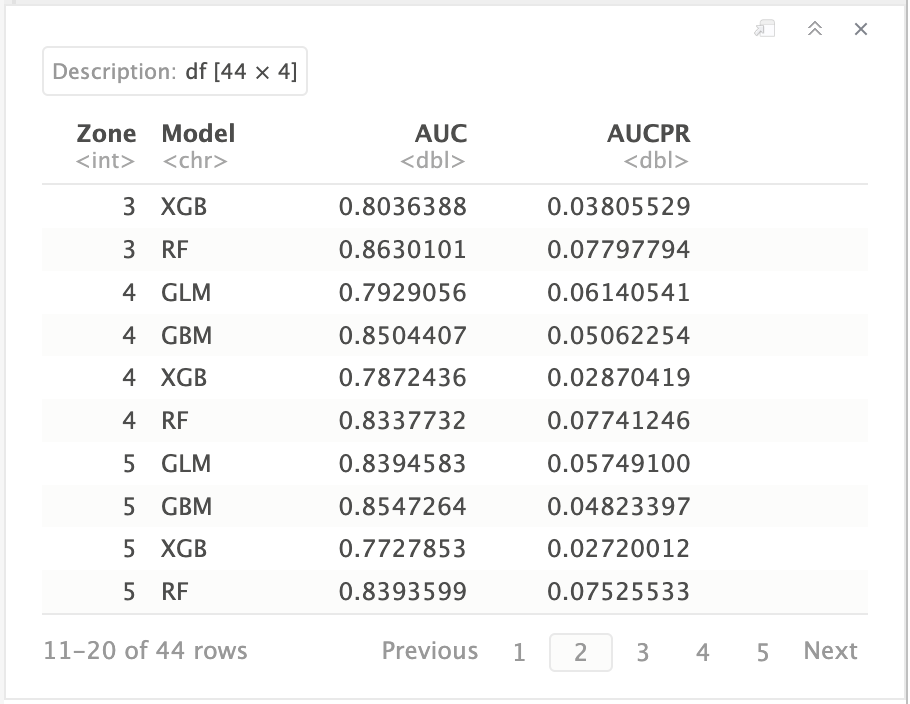 Description: df [44 × 4]
Zone Model AUC AUCPR
<int> <chr> <dbl> <dbl>
3 XGB 0.8036388 0.03805529
3 RF 0.8630101 0.07797794
4 GLM 0.7929056 0.06140541
4 GBM 0.8504407 0.05062254
4 XGB 0.7872436 0.02870419
4 RF 0.8337732 0.07741246
5 GLM 0.8394583 0.05749100
5 GBM 0.8547264 0.04823397
5 XGB 0.7727853 0.02720012
5 RF 0.8393599 0.07525533
11–20 of 44 rows Previous 1 2 3 4 5 Next